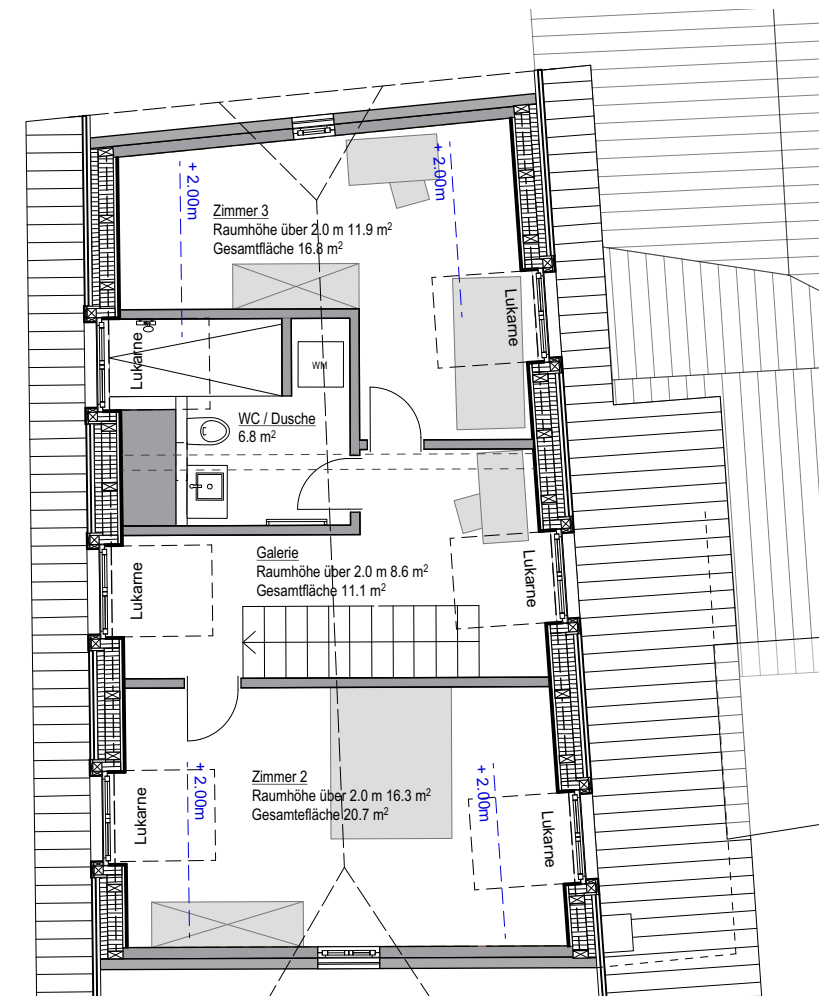 + 2.00m
+ 2.00m
Zimmer 3
Raumhöhe über 2.0 m 11.9 m²
Gesamtfläche 16.8 m²
Lukarne
Lukarne
WM
WC / Dusche
6.8 m²
Galerie
Raumhöhe über 2.0 m 8.6 m²
Gesamtfläche 11.1 m²
Lukarne
Lukarne
+ 2.00m
+ 2.00m
Zimmer 2
Raumhöhe über 2.0 m 16.3 m²
Gesamtefläche 20.7 m²
Lukarne
Lukarne